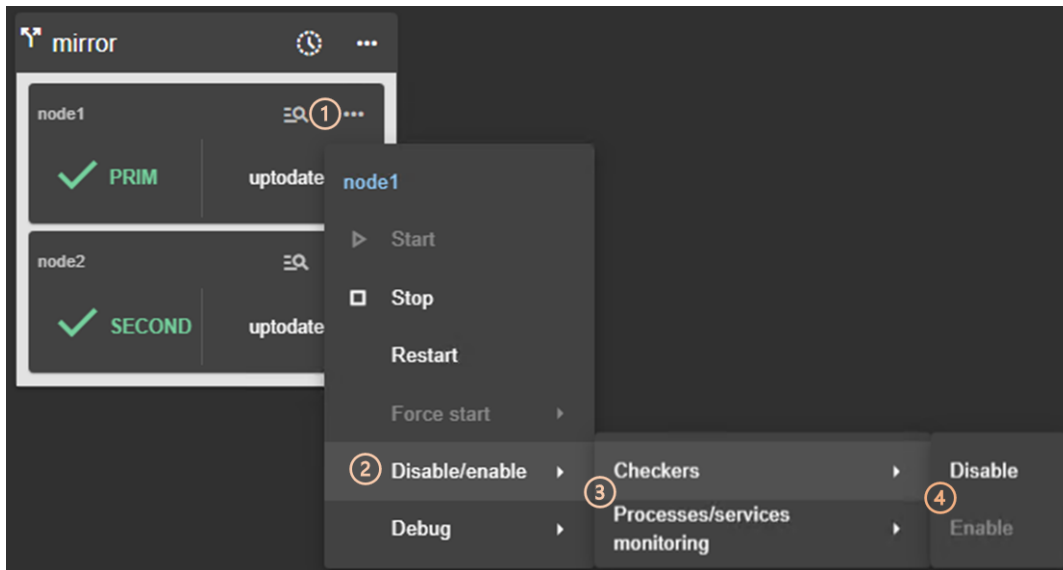 mirror
node1
1
PRIM
uptodate
node2
SECOND
uptodate
node1
Start
Stop
Restart
Force start
2 Disable/enable
Debug
3
Checkers
Processes/services
monitoring
4
Disable
Enable